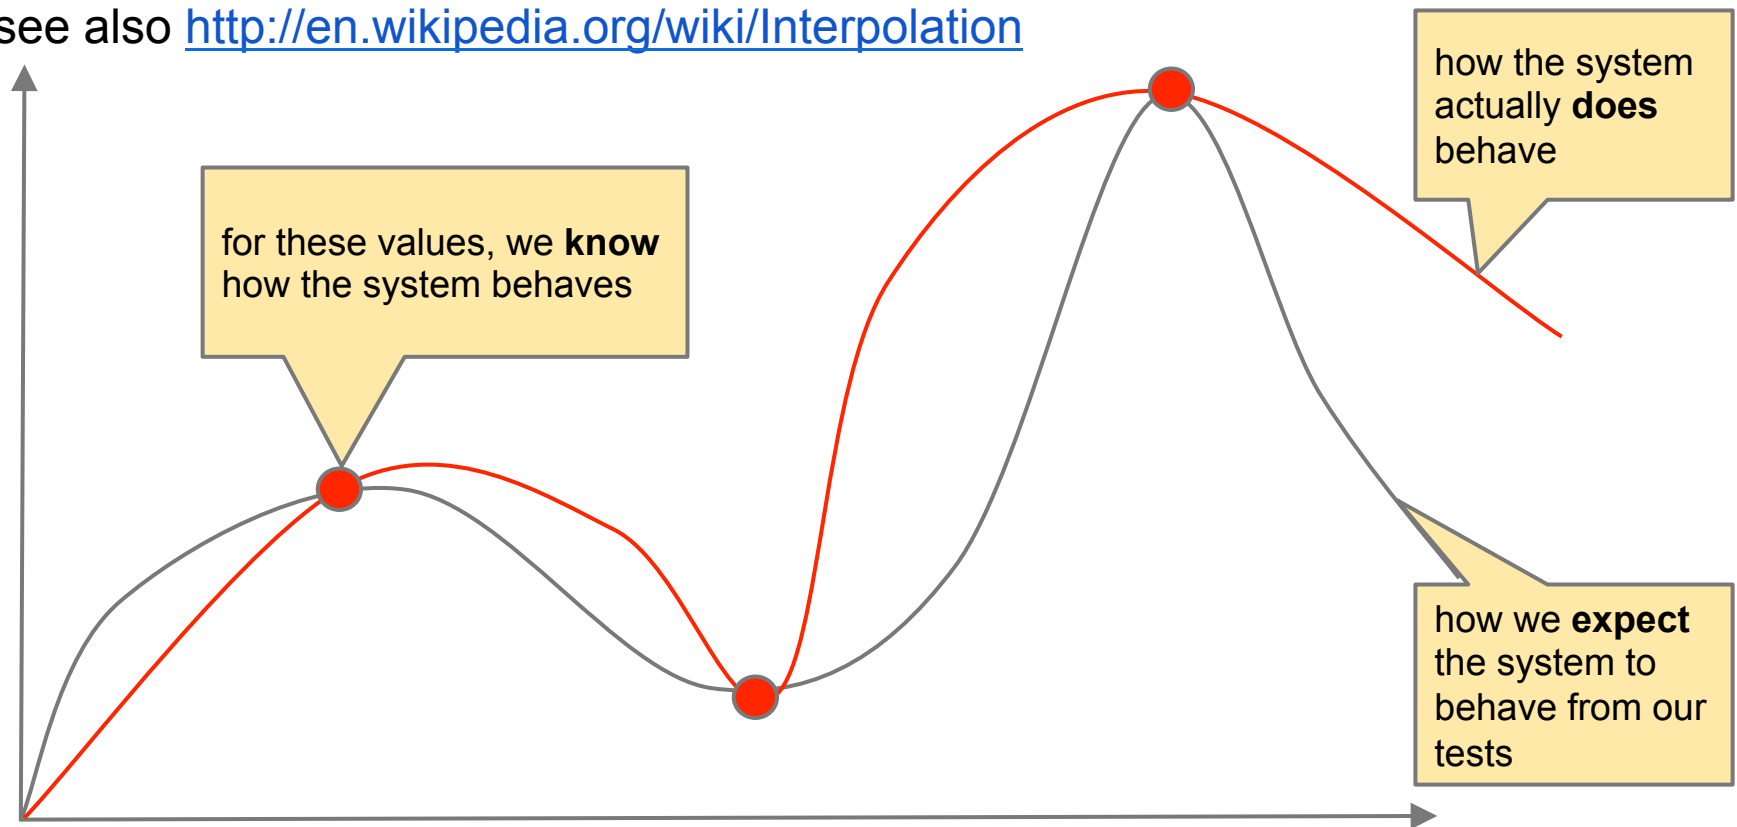 see also http://en.wikipedia.org/wiki/Interpolation
how the system
actually does
behave
for these values, we know
how the system behaves
how we expect
the system to
behave from our
tests